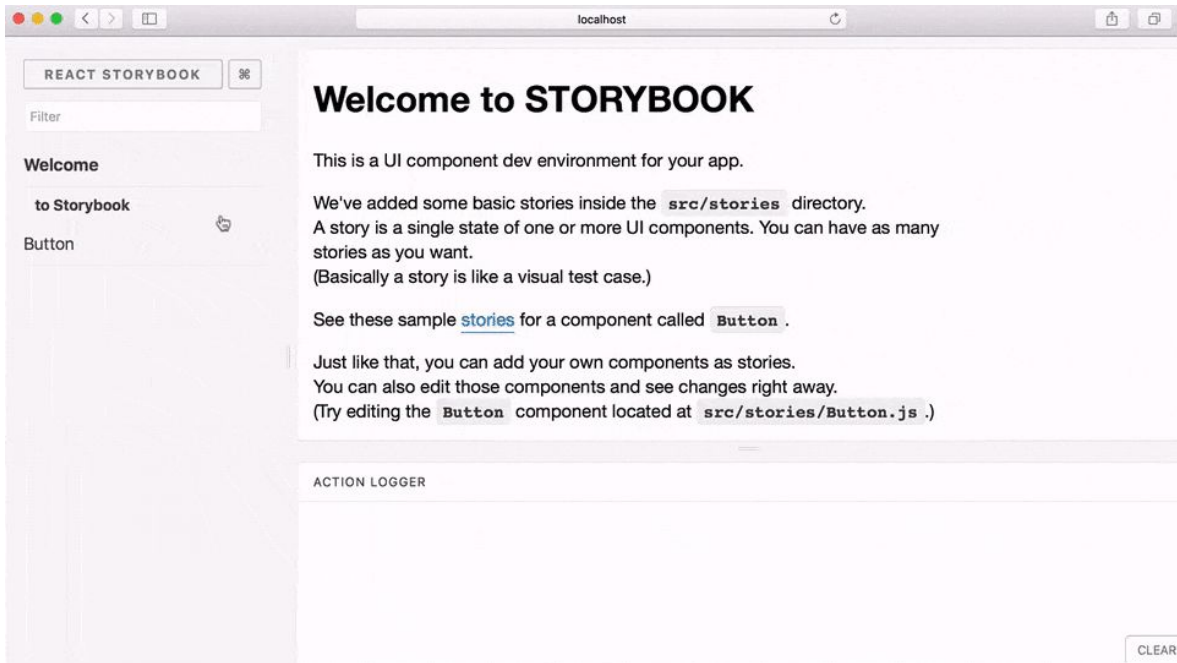 localhost
REACT STORYBOOK
⌘
Filter
Welcome
to Storybook
Button
Welcome to STORYBOOK
This is a UI component dev environment for your app.
We've added some basic stories inside the src/stories directory.
A story is a single state of one or more UI components. You can have as many
stories as you want.
(Basically a story is like a visual test case.)
See these sample stories for a component called Button.
Just like that, you can add your own components as stories.
You can also edit those components and see changes right away.
(Try editing the Button component located at src/stories/Button.js.)
ACTION LOGGER
CLEAR